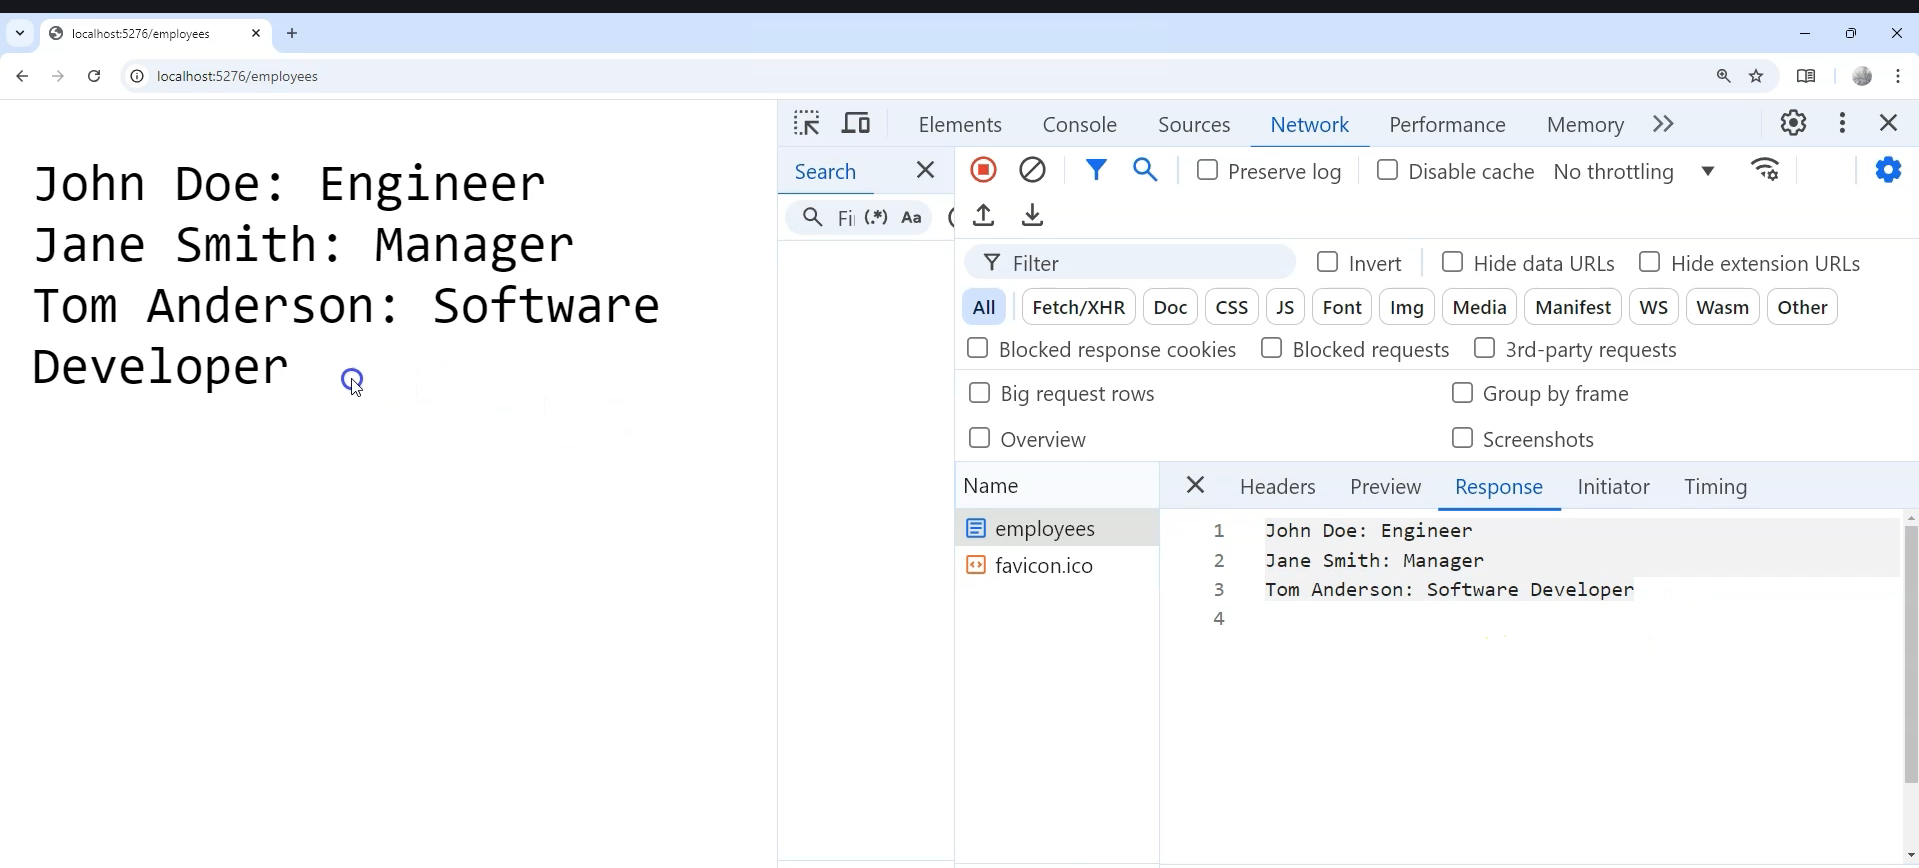 localhost:5276/employees
localhost:5276/employees
John Doe: Engineer
Jane Smith: Manager
Tom Anderson: Software
Developer
Elements Console Sources Network Performance Memory
Search
Preserve log Disable cache No throttling
Fi (.*) Aa
Filter Invert Hide data URLs Hide extension URLs
All Fetch/XHR Doc CSS JS Font Img Media Manifest WS Wasm Other
Blocked response cookies Blocked requests 3rd-party requests
Big request rows Group by frame
Overview Screenshots
Name Headers Preview Response Initiator Timing
employees
favicon.ico
1 John Doe: Engineer
2 Jane Smith: Manager
3 Tom Anderson: Software Developer
4